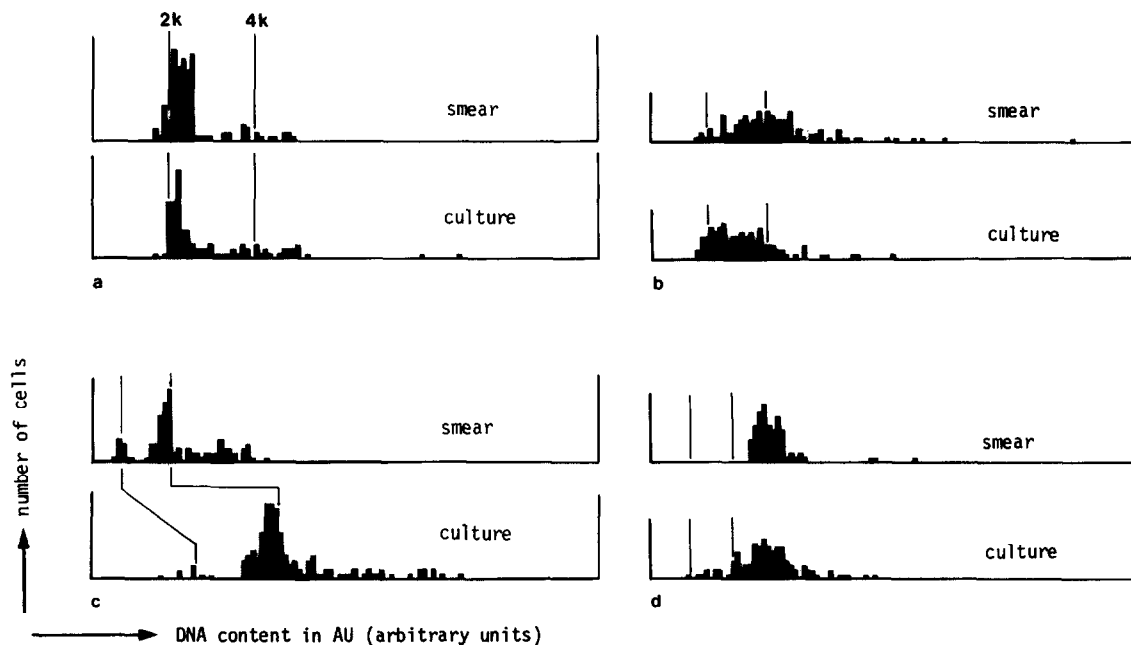 2k 4k
smear
culture
a
smear
culture
b
smear
culture
c
smear
culture
d
number of cells
DNA content in AU (arbitrary units)